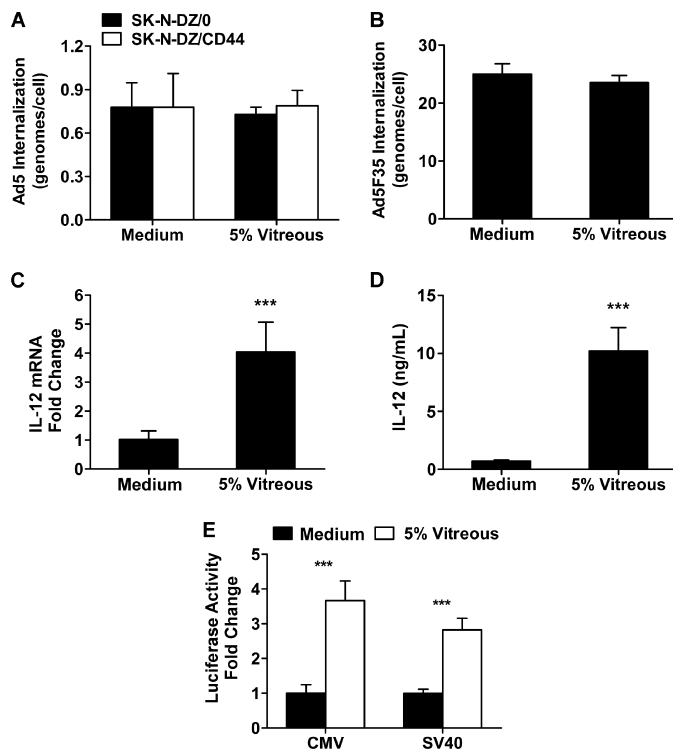 A
SK-N-DZ/0
SK-N-DZ/CD44
Ad5 Internalization
(genomes/cell)
1.2
0.9
0.6
0.3
0.0
Medium
5% Vitreous
B
Ad5F35 Internalization
(genomes/cell)
30
20
10
0
Medium
5% Vitreous
C
IL-12 mRNA
Fold Change
6
5
4
3
2
1
0
***
Medium
5% Vitreous
D
IL-12 (ng/mL)
15
10
5
0
***
Medium
5% Vitreous
E
Medium
5% Vitreous
Luciferase Activity
Fold Change
5
4
3
2
1
0
***
***
CMV
SV40